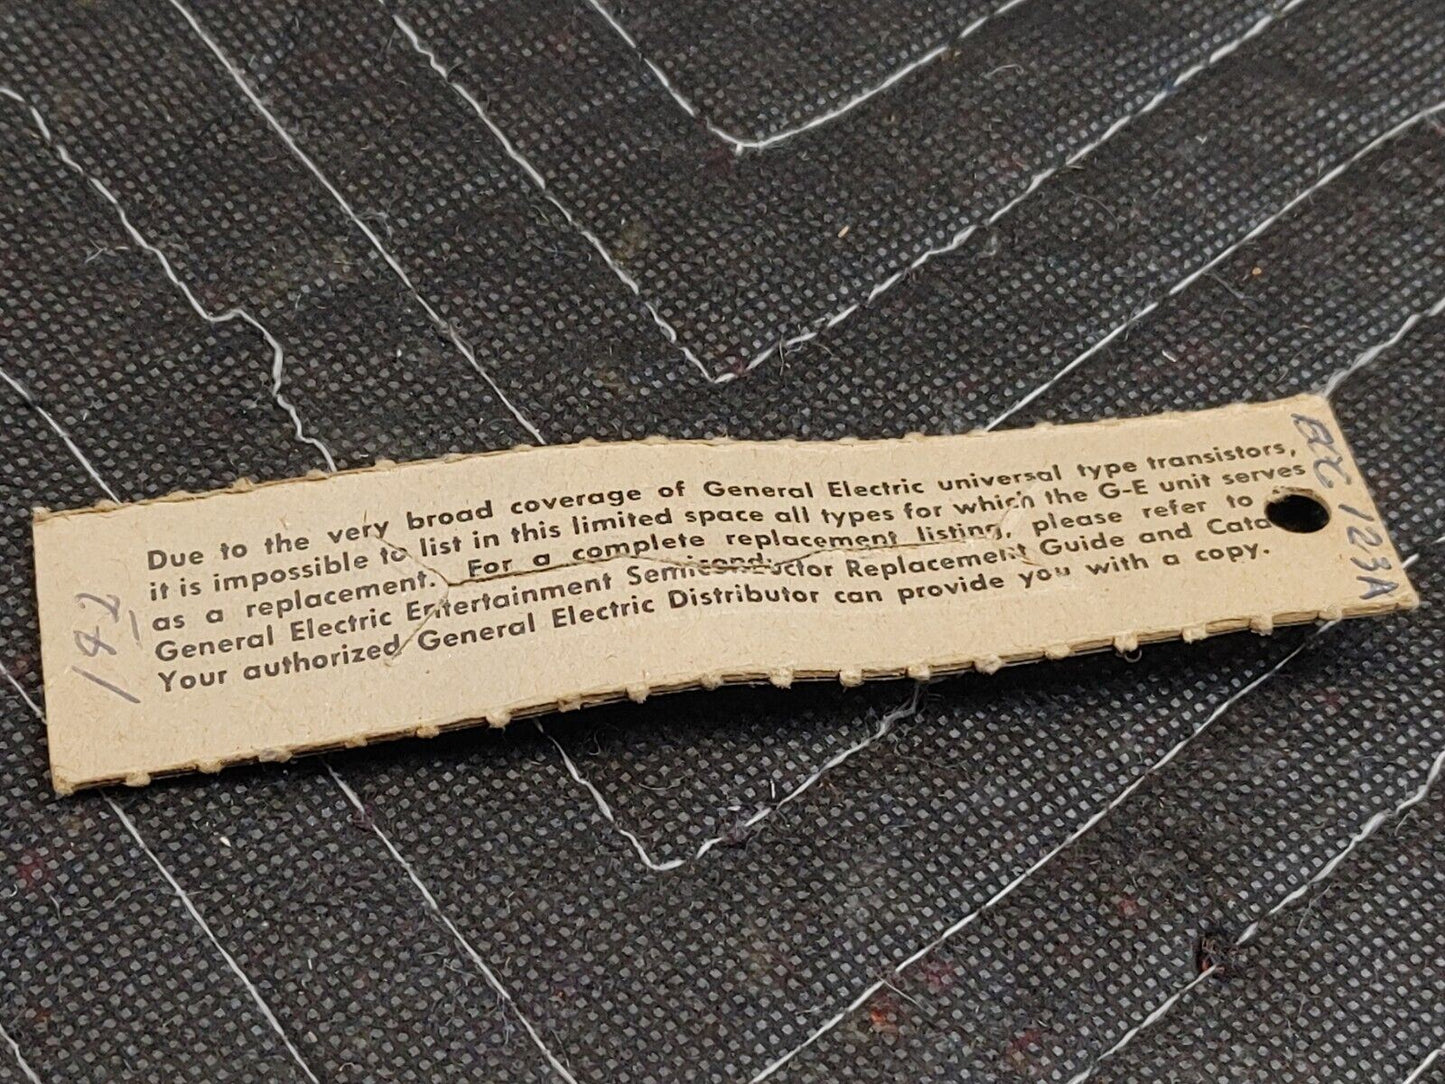 Due to the very broad coverage of General Electric universal type transistors,
it is impossible to list in this limited space all types for which the G-E unit serves
as a replacement. For a complete replacement listing, please refer to
General Electric Entertainment Semiconductor Replacement Guide and Cata
Your authorized General Electric Distributor can provide you with a copy.
123A